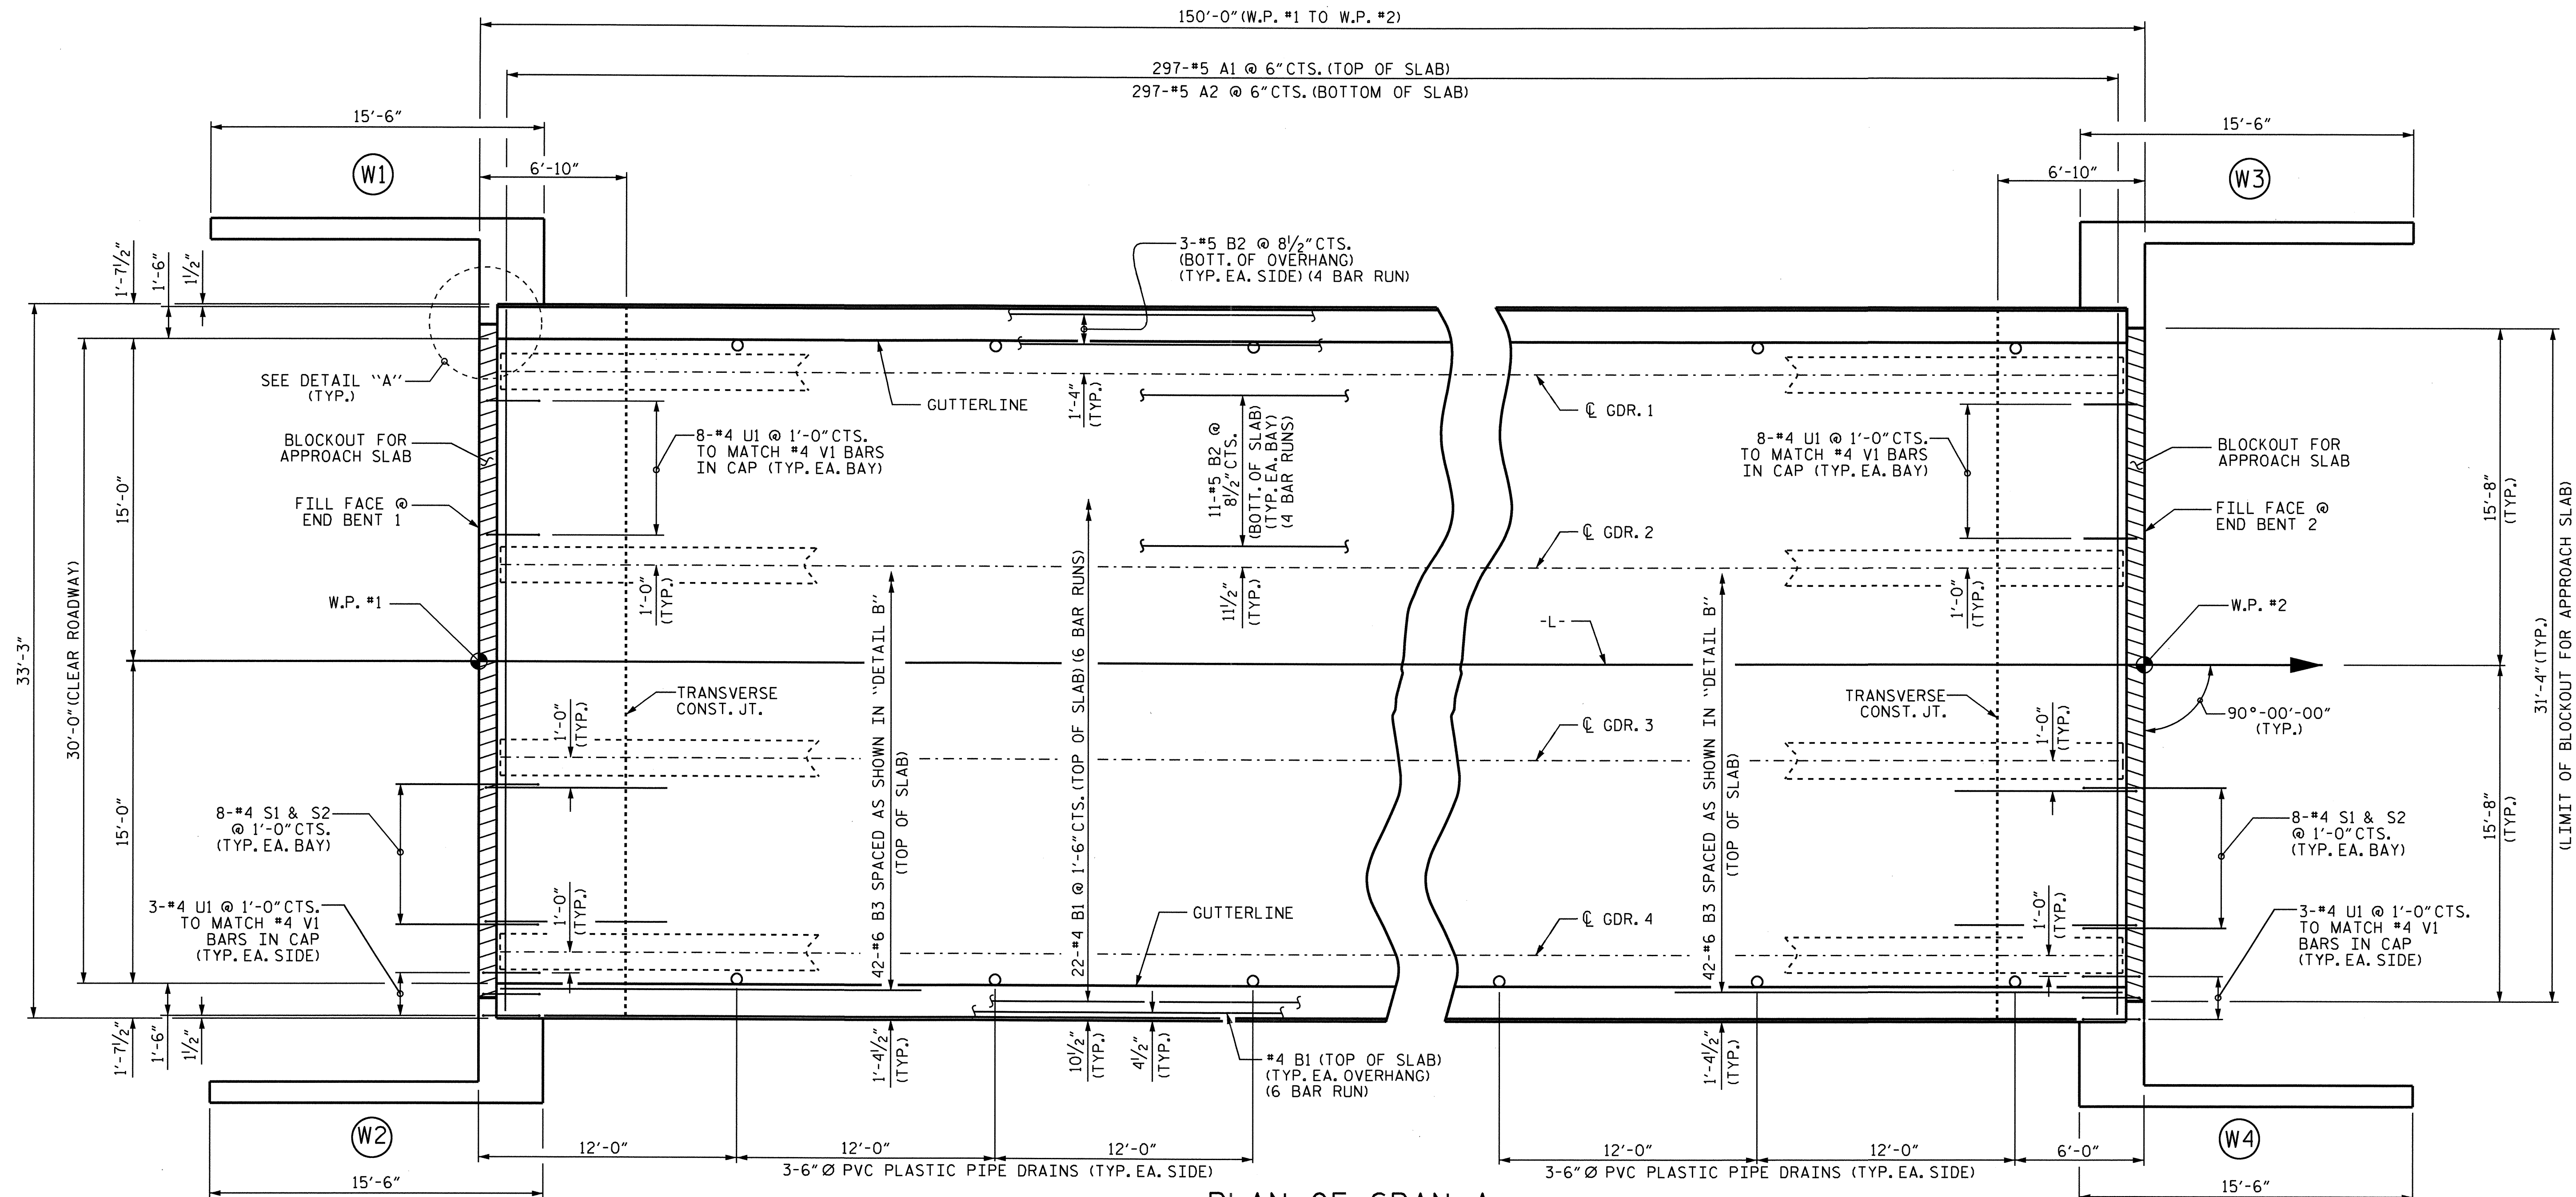 150'-0" (W.P. #1 TO W.P. #2)
297-#5 A1 @ 6" CTS. (TOP OF SLAB)
297-#5 A2 @ 6" CTS. (BOTTOM OF SLAB)
15'-6"
W1
6'-10"
15'-6"
W3
6'-10"
1'-7½"
1'-6"
1½"
3-#5 B2 @ 8½" CTS.
(BOTT. OF OVERHANG)
(TYP. EA. SIDE) (4 BAR RUN)
SEE DETAIL "A"
(TYP.)
GUTTERLINE
1'-4"
(TYP.)
℄ GDR. 1
BLOCKOUT FOR
APPROACH SLAB
8-#4 U1 @ 1'-0" CTS.
TO MATCH #4 V1 BARS
IN CAP (TYP. EA. BAY)
11-#5 B2 @
8½" CTS.
(BOTT. OF SLAB)
(TYP. EA. BAY)
(4 BAR RUNS)
8-#4 U1 @ 1'-0" CTS.
TO MATCH #4 V1 BARS
IN CAP (TYP. EA. BAY)
BLOCKOUT FOR
APPROACH SLAB
FILL FACE @
END BENT 1
FILL FACE @
END BENT 2
℄ GDR. 2
15'-0"
15'-8"
(TYP.)
33'-3"
30'-0" (CLEAR ROADWAY)
1'-0"
(TYP.)
11½"
(TYP.)
1'-0"
(TYP.)
W.P. #1
-L-
W.P. #2
31'-4" (TYP.)
(LIMIT OF BLOCKOUT FOR APPROACH SLAB)
42-#6 B3 SPACED AS SHOWN IN "DETAIL B"
(TOP OF SLAB)
22-#4 B1 @ 1'-6" CTS. (TOP OF SLAB) (6 BAR RUNS)
42-#6 B3 SPACED AS SHOWN IN "DETAIL B"
(TOP OF SLAB)
TRANSVERSE
CONST. JT.
TRANSVERSE
CONST. JT.
90°-00'-00"
(TYP.)
1'-0"
(TYP.)
℄ GDR. 3
1'-0"
(TYP.)
15'-0"
15'-8"
(TYP.)
8-#4 S1 & S2
@ 1'-0" CTS.
(TYP. EA. BAY)
8-#4 S1 & S2
@ 1'-0" CTS.
(TYP. EA. BAY)
3-#4 U1 @ 1'-0" CTS.
TO MATCH #4 V1
BARS IN CAP
(TYP. EA. SIDE)
1'-0"
(TYP.)
GUTTERLINE
℄ GDR. 4
1'-0"
(TYP.)
3-#4 U1 @ 1'-0" CTS.
TO MATCH #4 V1
BARS IN CAP
(TYP. EA. SIDE)
1'-7½"
1'-6"
1½"
1'-4½"
(TYP.)
10½"
(TYP.)
4½"
(TYP.)
#4 B1 (TOP OF SLAB)
(TYP. EA. OVERHANG)
(6 BAR RUN)
1'-4½"
(TYP.)
W2
W4
12'-0"
12'-0"
12'-0"
12'-0"
12'-0"
6'-0"
3-6" Ø PVC PLASTIC PIPE DRAINS (TYP. EA. SIDE)
3-6" Ø PVC PLASTIC PIPE DRAINS (TYP. EA. SIDE)
15'-6"
15'-6"
PLAN OF SPAN A